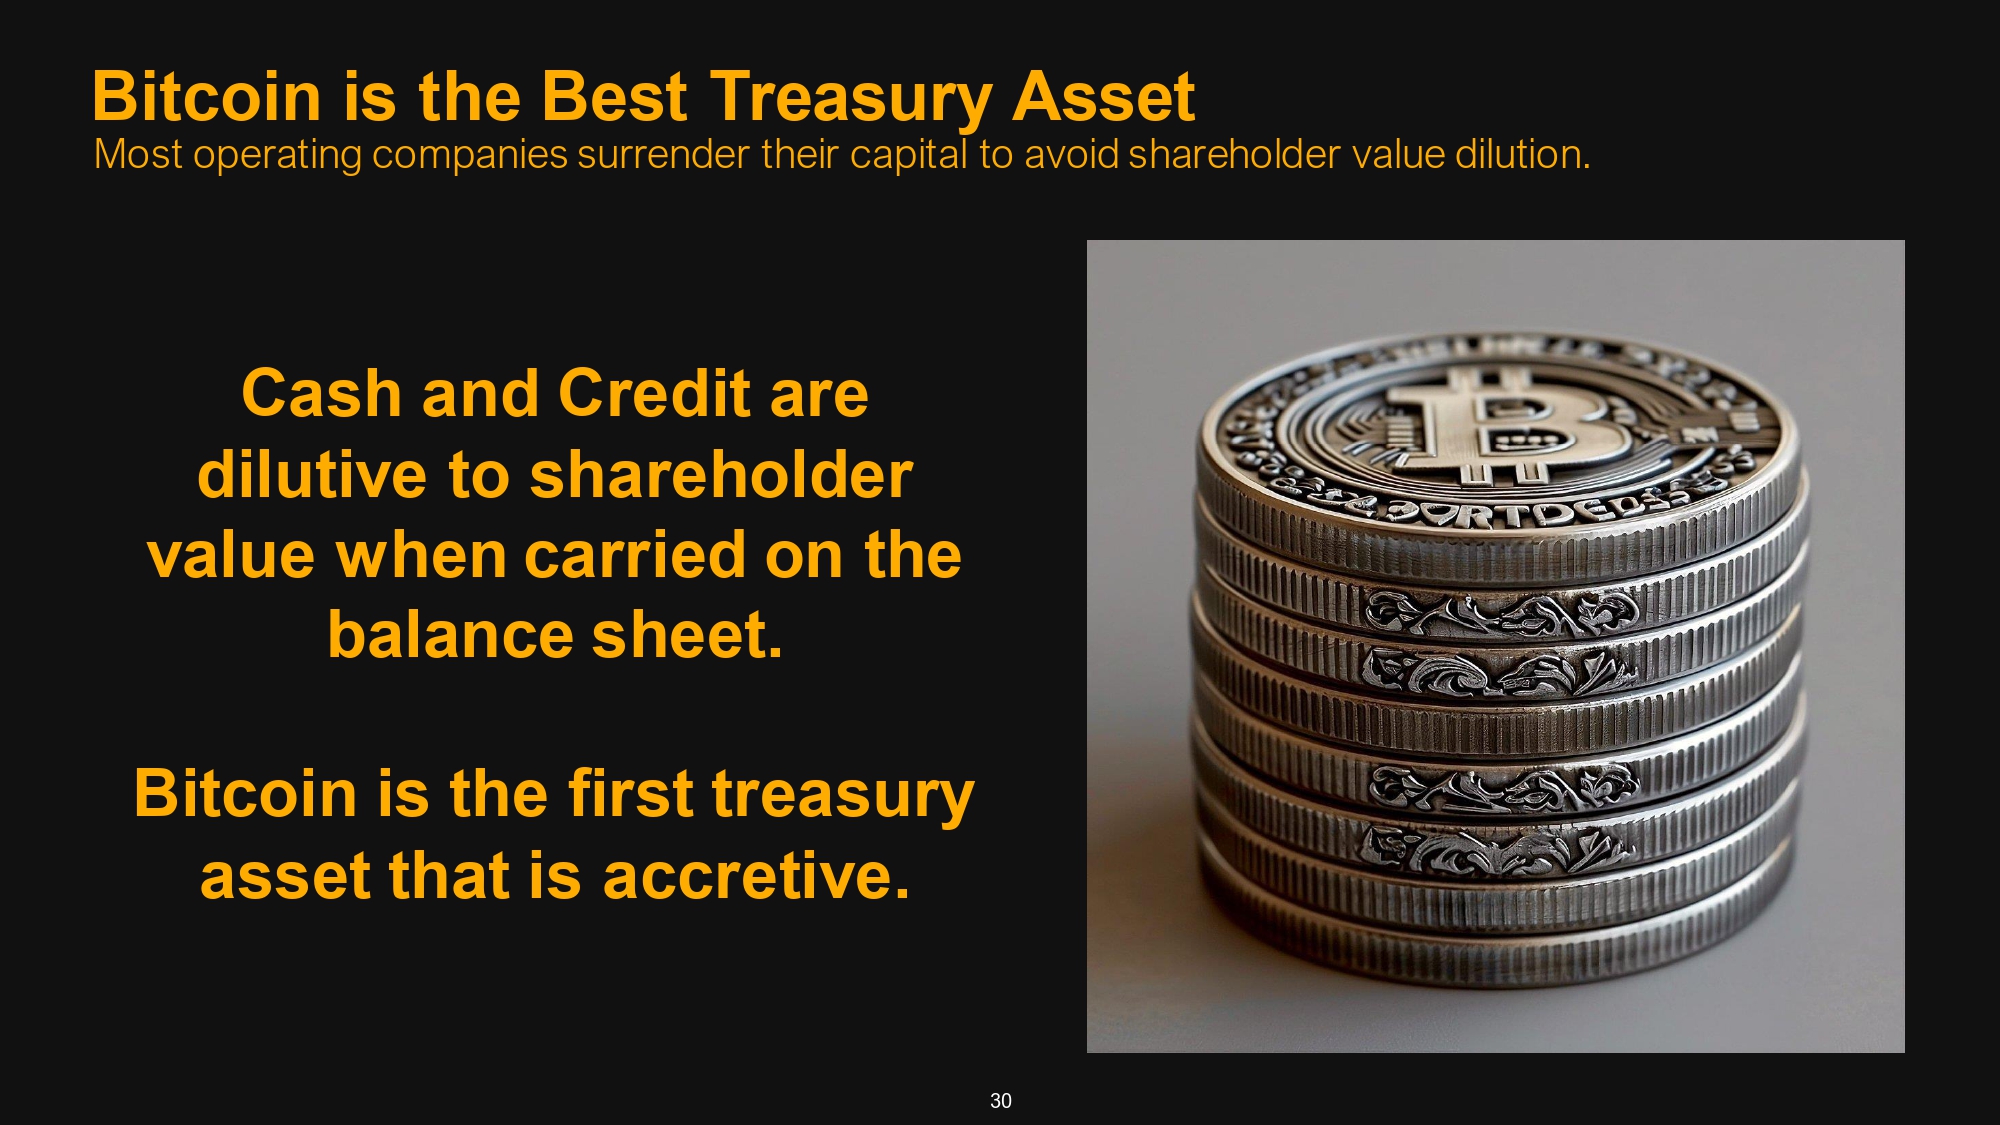 Bitcoin is the Best Treasury Asset
Most operating companies surrender their capital to avoid shareholder value dilution.
Cash and Credit are
dilutive to shareholder
value when carried on the
balance sheet.
Bitcoin is the first treasury
asset that is accretive.
30